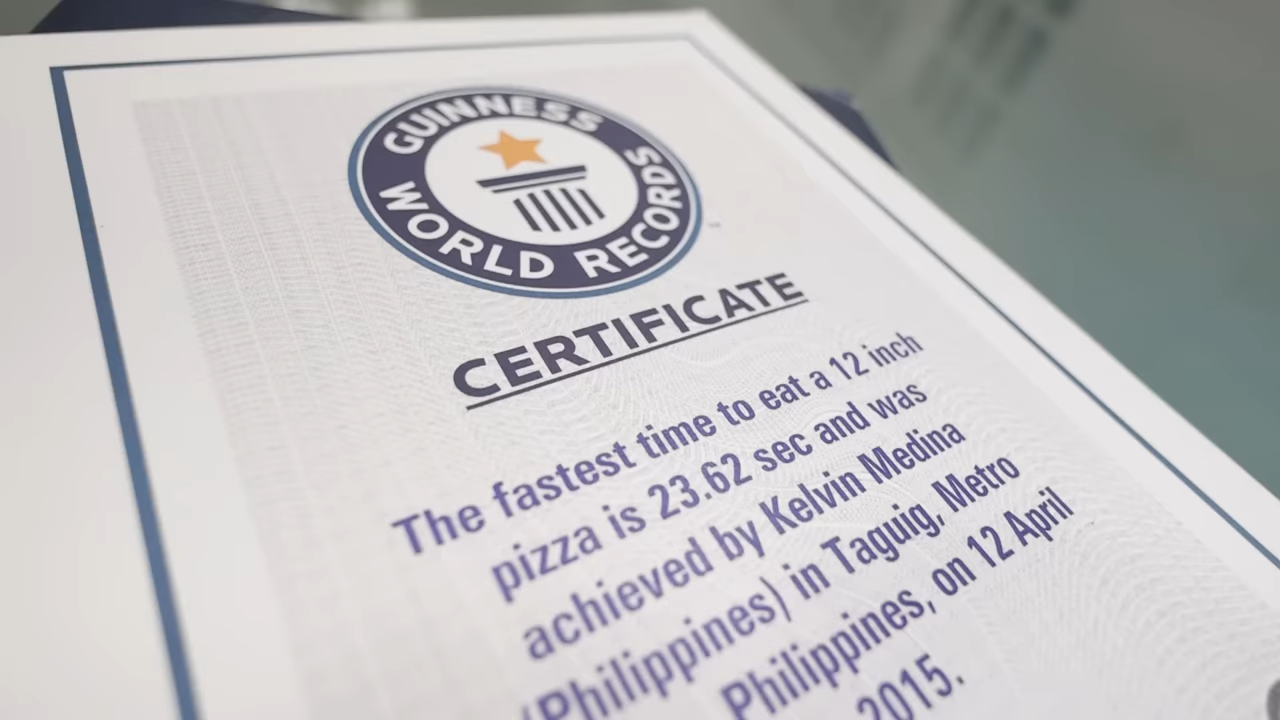 GUINNESS
WORLD RECORDS
CERTIFICATE
The fastest time to eat a 12 inch
pizza is 23.62 sec and was
achieved by Kelvin Medina
(Philippines) in Taguig, Metro
Philippines, on 12 April
2015.